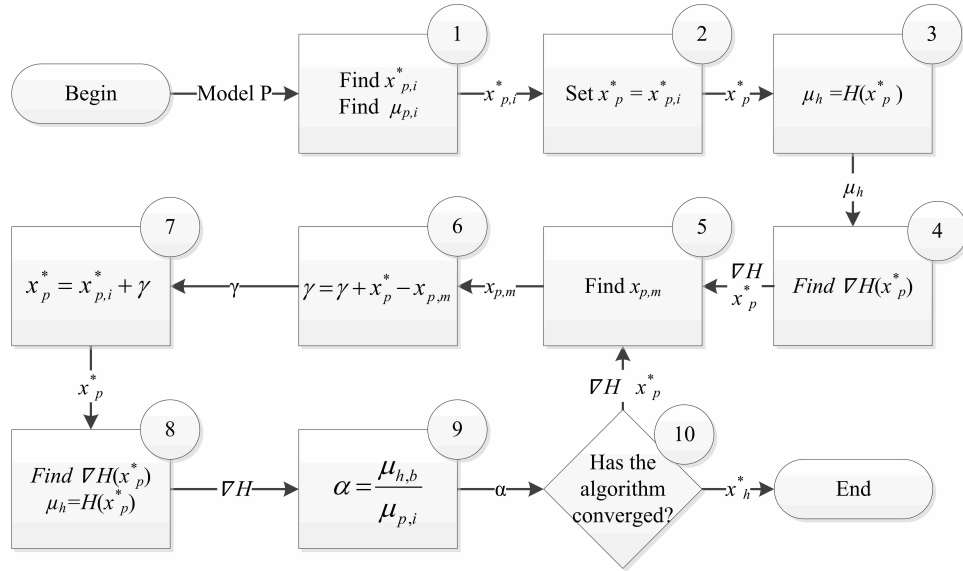 Begin
Model P
1
Find x*p,i
Find μp,i
x*p,i
2
Set x*p = x*p,i
x*p
3
μh =H(x*p )
μh
4
Find ∇H(x*p)
∇H
x*p
5
Find xp,m
xp,m
6
γ = γ + x*p - xp,m
γ
7
x*p = x*p,i + γ
x*p
8
Find ∇H(x*p)
μh=H(x*p)
∇H
9
α = μh,b / μp,i
α
10
Has the
algorithm
converged?
∇H x*p
x*h
End